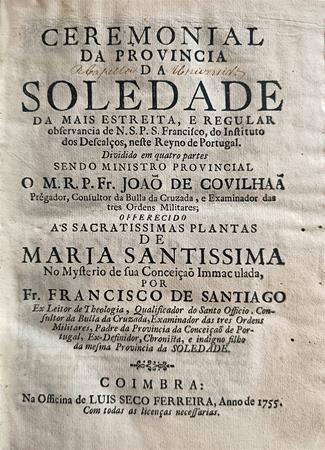 CEREMONIAL
DA PROVINCIA
DA
SOLEDADE
DA MAIS ESTREITA, E REGULAR
obſervancia de N. S. P. S. Franciſco, do Inſtituto
dos Deſcalços, neſte Reyno de Portugal.
Dividido em quatro partes
SENDO MINISTRO PROVINCIAL
O M. R. P. Fr. JOAÕ DE COVILHAÃ
Prêgador, Conſultor da Bulla da Cruzada, e Examinador das
tres Ordens Militares;
OFFERECIDO
A'S SACRATISSIMAS PLANTAS
DE
MARIA SANTISSIMA
No Myſterio de ſua Conceiçaõ Immaculada,
POR
Fr. FRANCISCO DE SANTIAGO
Ex Leitor de Theologia, Qualificador do Santo Officio. Con-
ſultor da Bulla da Cruzada, Examinador das tres Ordens
Militares, Padre da Provincia da Conceiçaõ de Por-
tugal, Ex-Definidor, Chroniſta, e indigno filho
da meſma Provincia da SOLEDADE.
COIMBRA:
Na Officina de LUIS SECO FERREIRA, Anno de 1755.
Com todas as licenças neceſſarias.